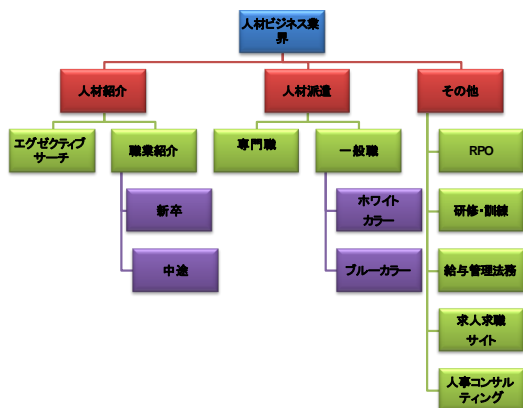 人材ビジネス業
界
人材紹介
人材派遣
その他
エグゼクティブ
サーチ
職業紹介
専門職
一般職
RPO
新卒
ホワイト
カラー
研修・訓練
中途
ブルーカラー
給与管理法務
求人求職
サイト
人事コンサル
ティング